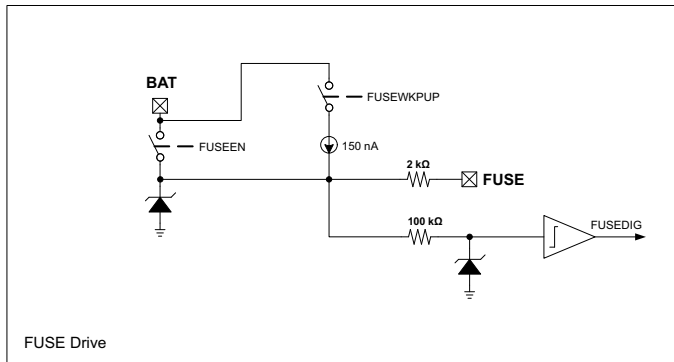 BAT
FUSEWKPUP
FUSEEN
150 nA
2 kΩ
FUSE
100 kΩ
FUSEDIG
FUSE Drive